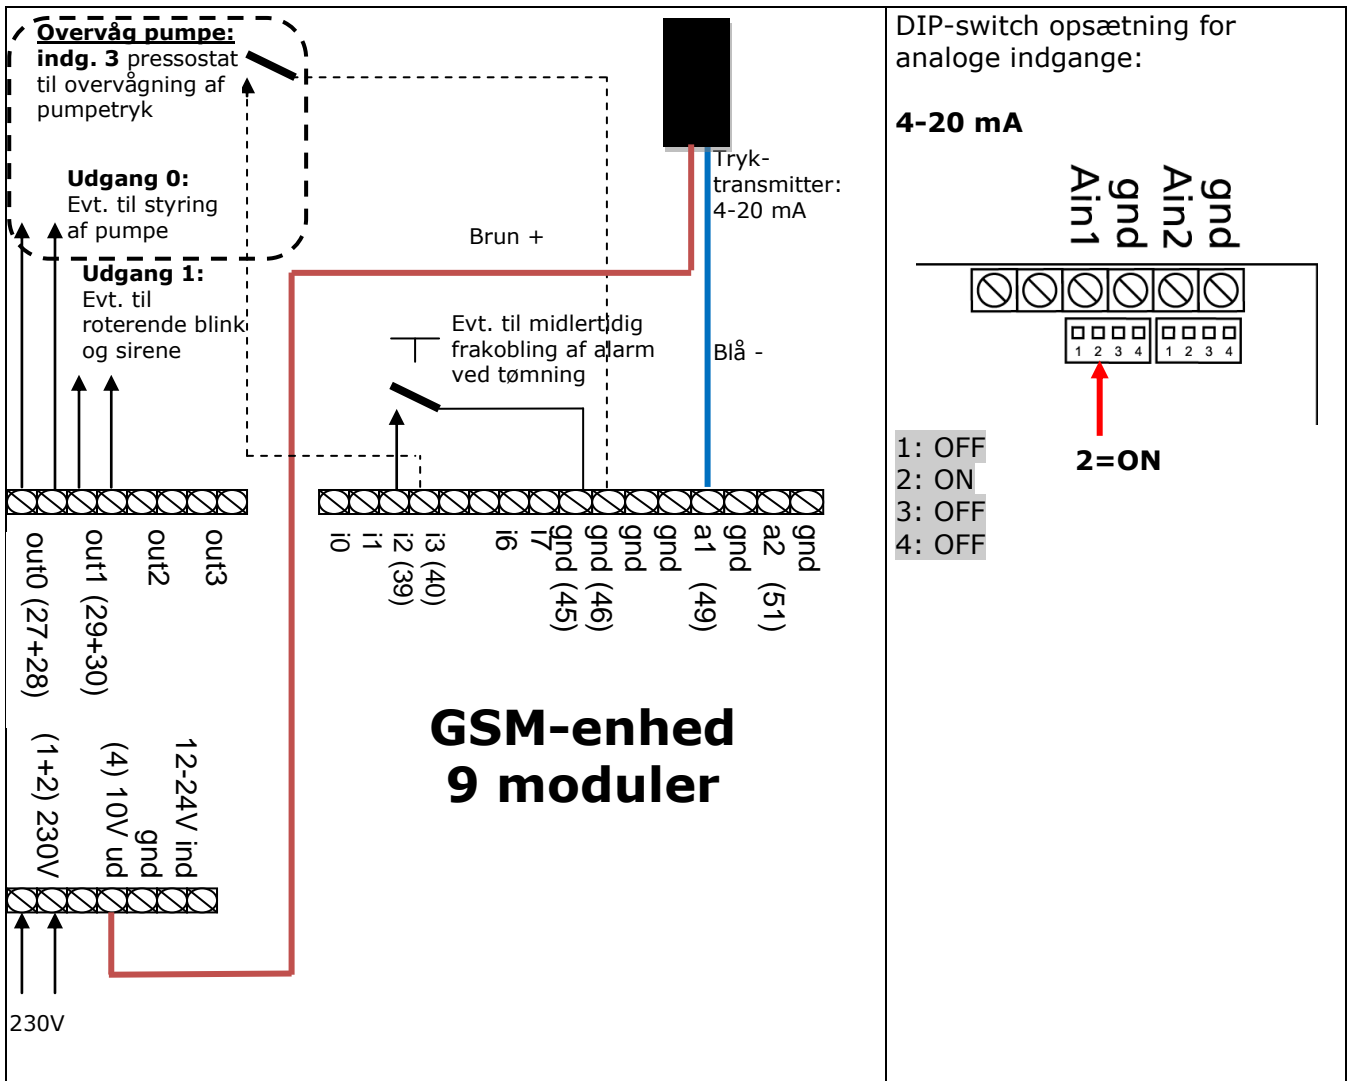 Overvåg pumpe:
indg. 3 pressostat
til overvågning af
pumpetryk
Udgang 0:
Evt. til styring
af pumpe
Udgang 1:
Evt. til
roterende blink
og sirene
Brun +
Tryk-
transmitter:
4-20 mA
Evt. til midlertidig
frakobling af alarm
ved tømning
Blå -
out0 (27+28)
out1 (29+30)
out2
out3
i0
i1
i2 (39)
i3 (40)
i6
i7
gnd (45)
gnd (46)
gnd
gnd
a1 (49)
gnd
a2 (51)
gnd
GSM-enhed
9 moduler
(1+2) 230V
(4) 10V ud
gnd
12-24V ind
230V
DIP-switch opsætning for
analoge indgange:
4-20 mA
Ain1
gnd
Ain2
gnd
1 2 3 4
1 2 3 4
2=ON
1: OFF
2: ON
3: OFF
4: OFF